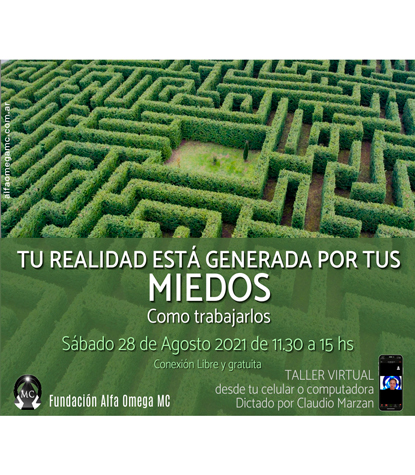 alfaomegamc.com.ar
TU REALIDAD ESTÁ GENERADA POR TUS
MIEDOS
Como trabajarlos
Sábado 28 de Agosto 2021 de 11.30 a 15 hs
Conexión Libre y gratuita
TALLER VIRTUAL
desde tu celular o computadora
Dictado por Claudio Marzan
MC
Fundación Alfa Omega MC